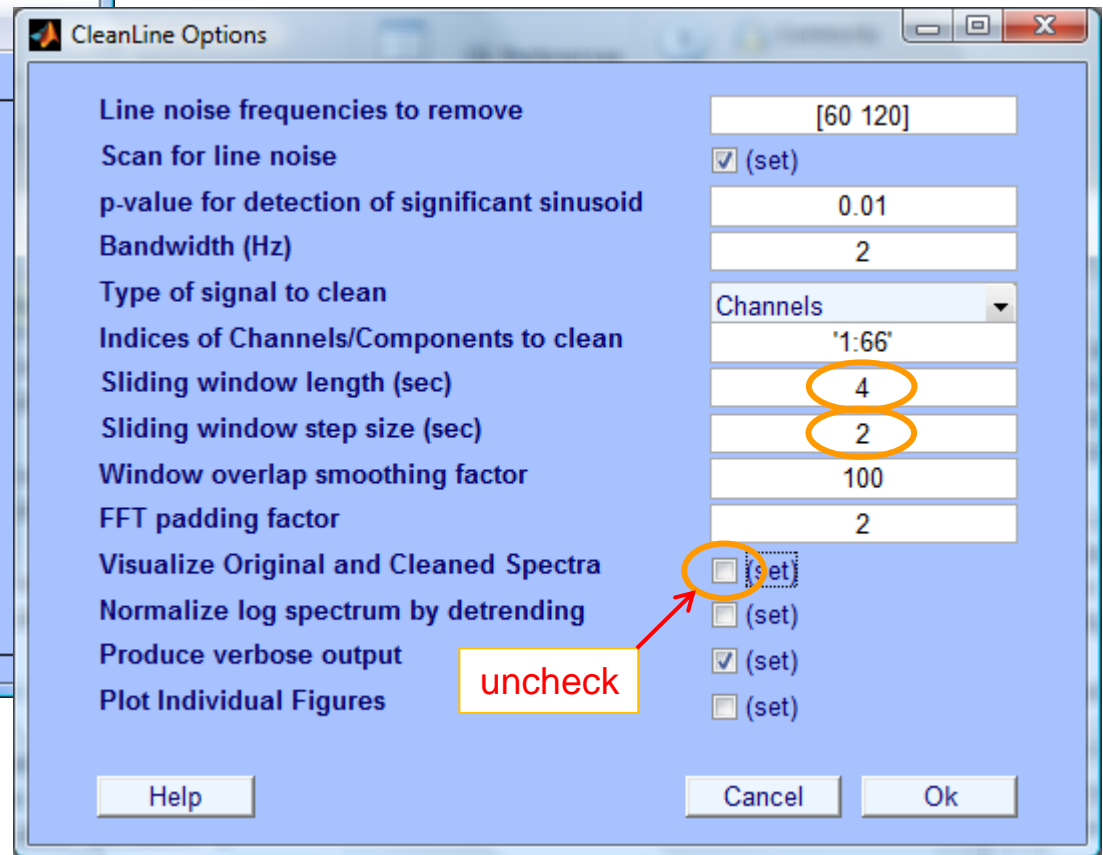 CleanLine Options
Line noise frequencies to remove [60 120]
Scan for line noise (set)
p-value for detection of significant sinusoid 0.01
Bandwidth (Hz) 2
Type of signal to clean Channels
Indices of Channels/Components to clean '1:66'
Sliding window length (sec) 4
Sliding window step size (sec) 2
Window overlap smoothing factor 100
FFT padding factor 2
Visualize Original and Cleaned Spectra (set)
Normalize log spectrum by detrending (set)
Produce verbose output (set)
uncheck
Plot Individual Figures (set)
Help Cancel Ok